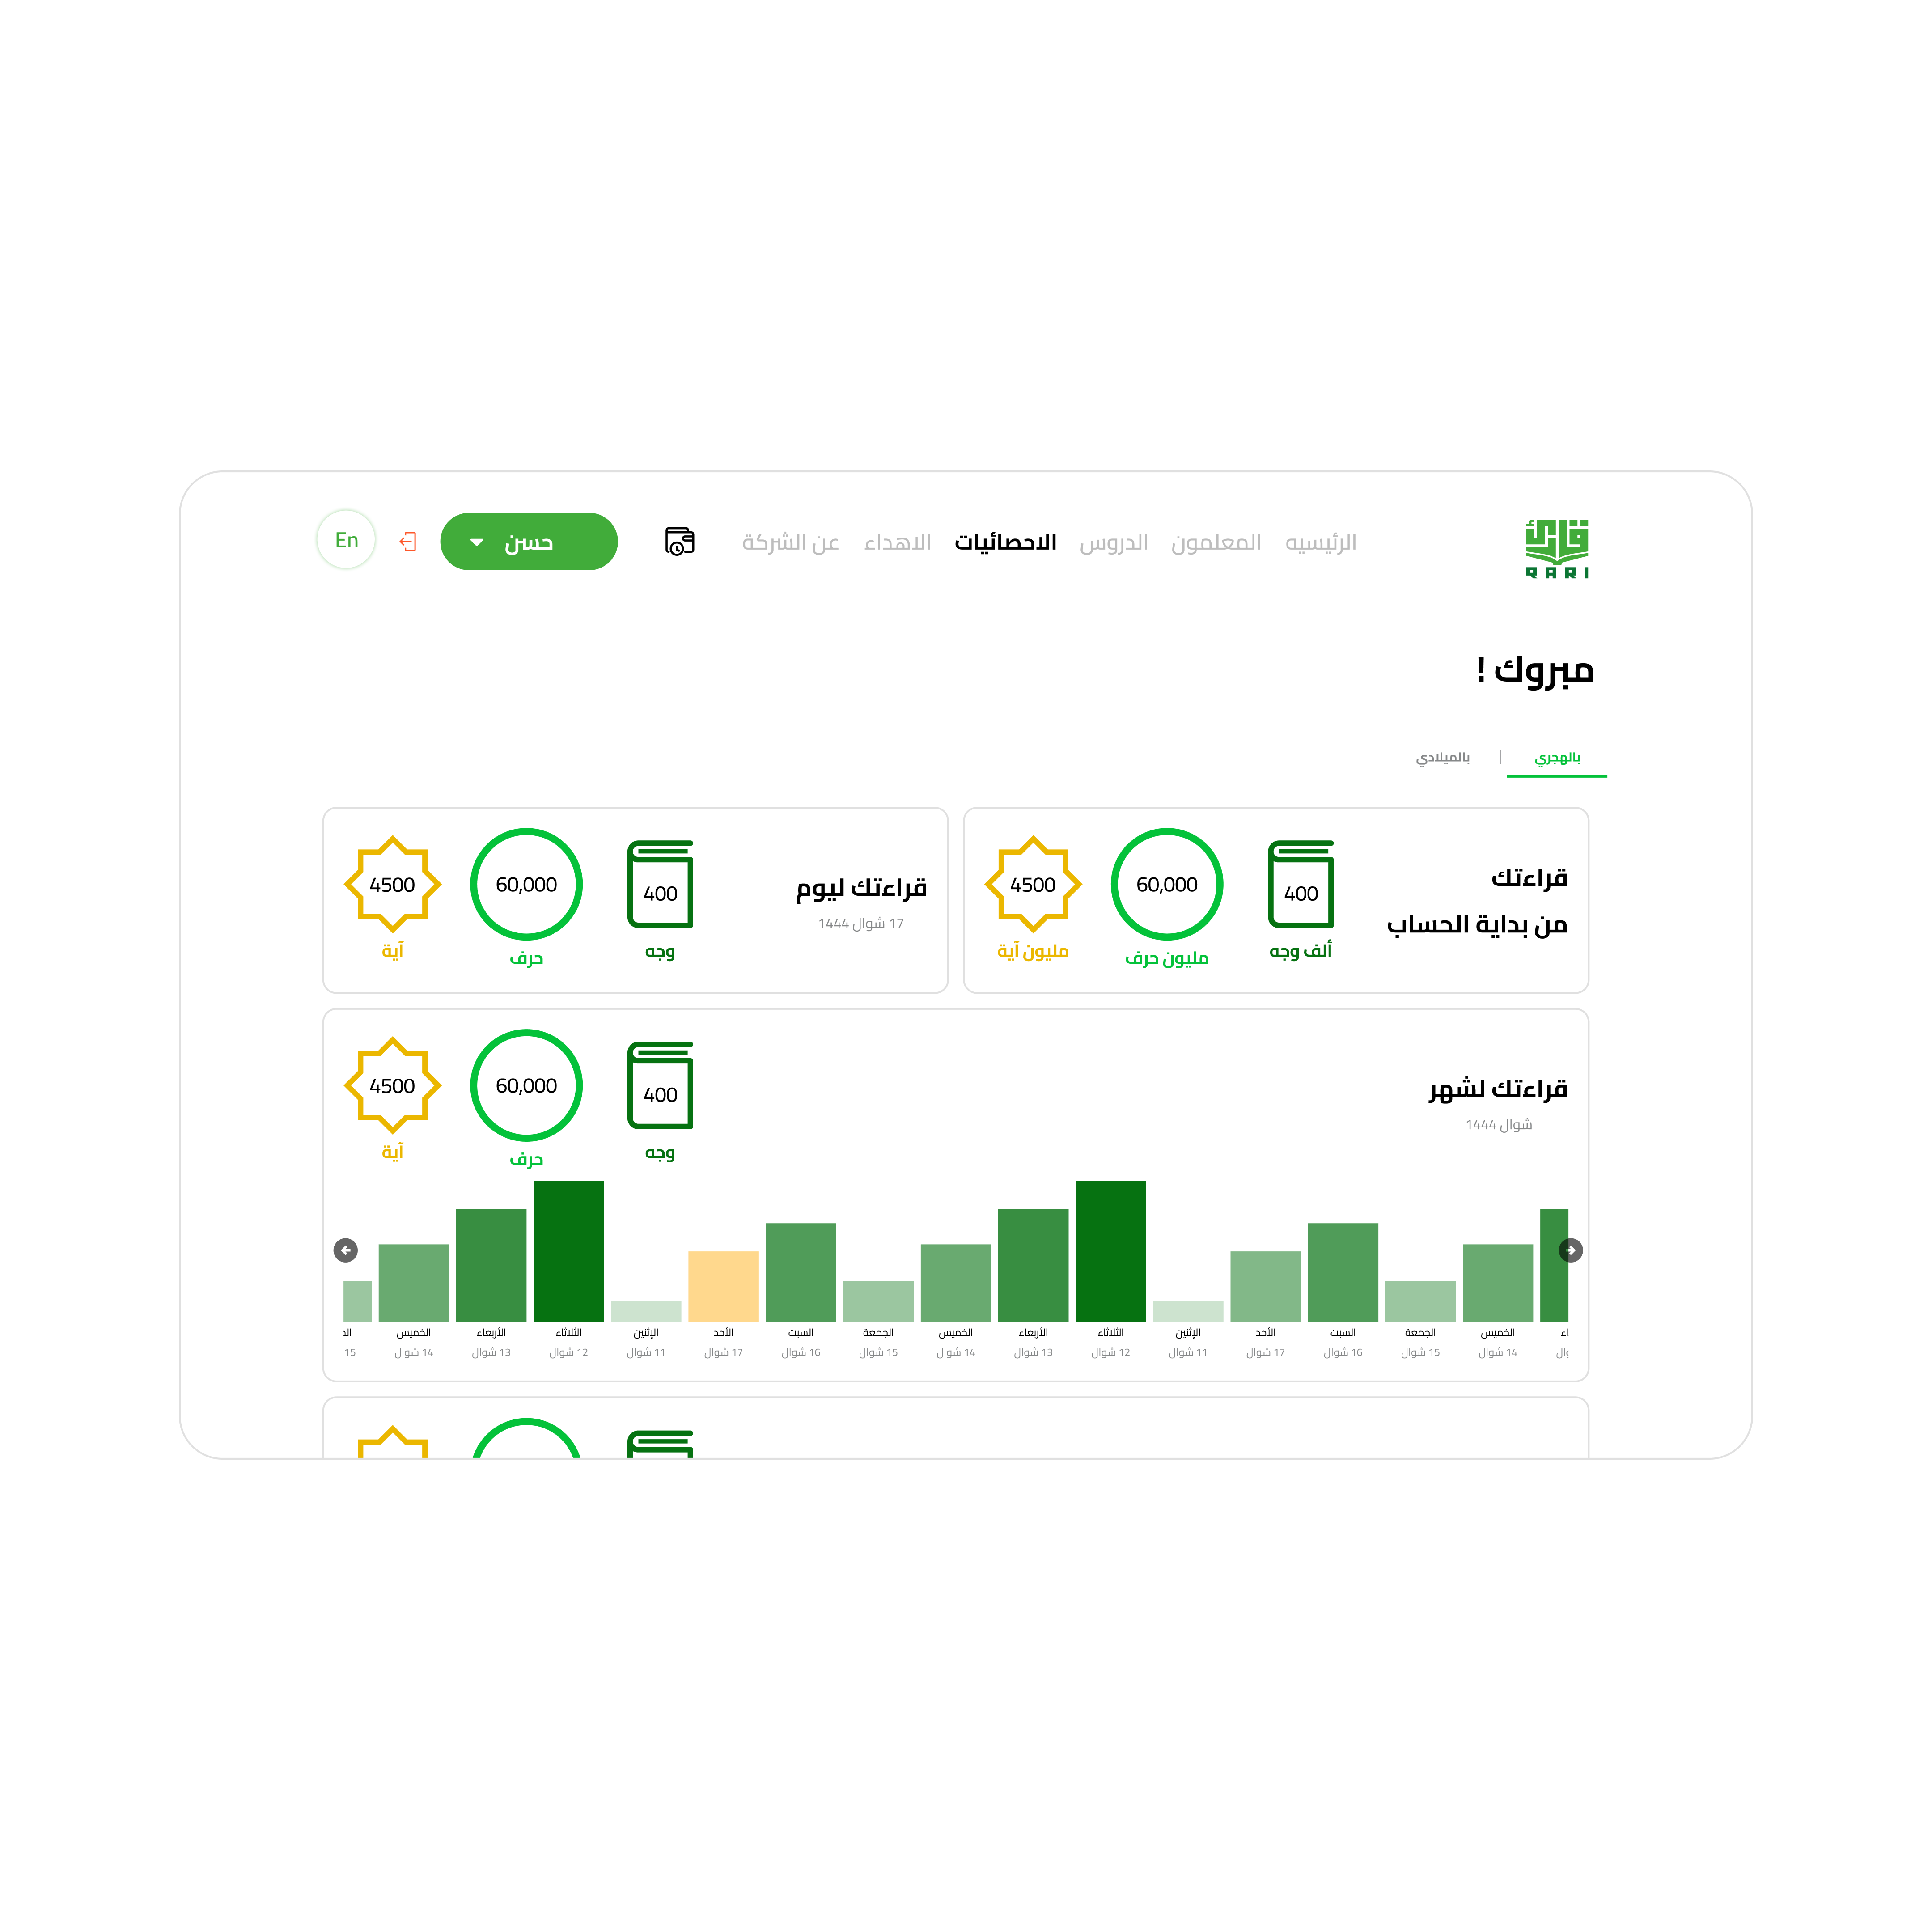 قارئ
QARI
الرئيسيه
المعلمون
الدروس
الاحصائيات
الاهداء
عن الشركة
حسن
En
مبروك !
بالهجري | بالميلادي
قراءتك
من بداية الحساب
400
ألف وجه
60,000
مليون حرف
4500
مليون آية
قراءتك ليوم
17 شوال 1444
400
وجه
60,000
حرف
4500
آية
قراءتك لشهر
شوال 1444
400
وجه
60,000
حرف
4500
آية
الخميس
14 شوال
الجمعة
15 شوال
السبت
16 شوال
الأحد
17 شوال
الإثنين
11 شوال
الثلاثاء
12 شوال
الأربعاء
13 شوال
الخميس
14 شوال
الجمعة
15 شوال
السبت
16 شوال
الأحد
17 شوال
الإثنين
11 شوال
الثلاثاء
12 شوال
الأربعاء
13 شوال
الخميس
14 شوال
15